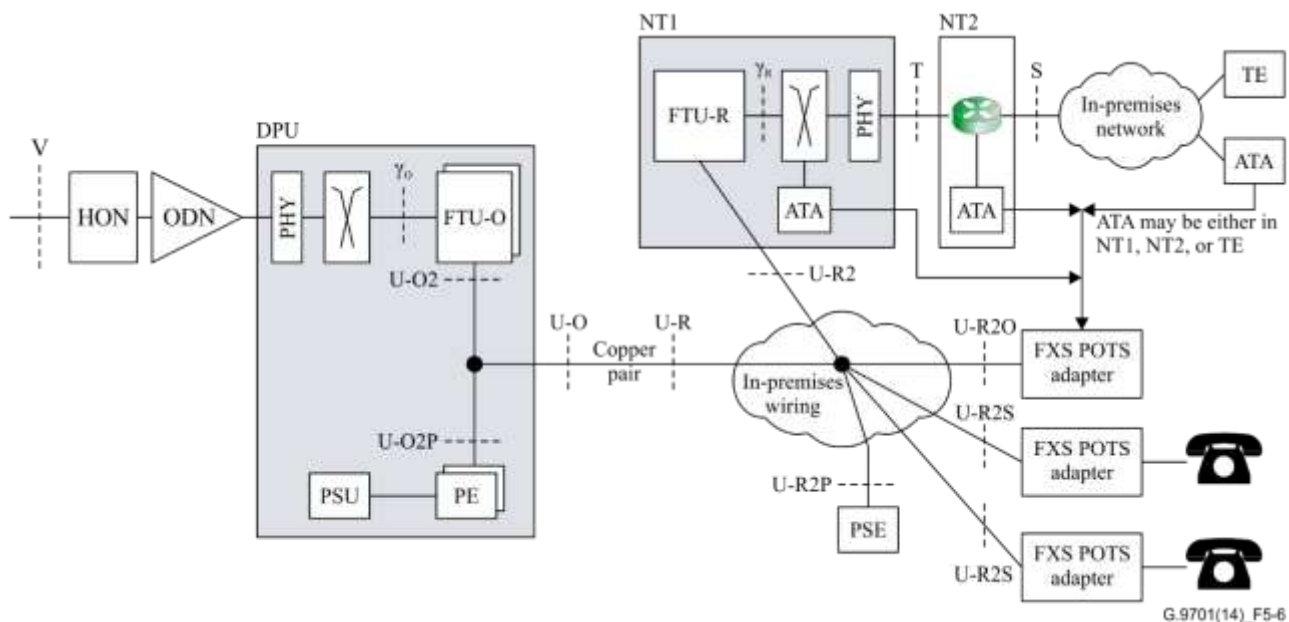 NT1
NT2
T
S
γR
FTU-R
PHY
ATA
ATA
In-premises
network
TE
ATA
ATA may be either in
NT1, NT2, or TE
V
HON
ODN
DPU
PHY
γO
FTU-O
U-O2
U-R2
U-O
Copper
pair
U-R
In-premises
wiring
U-R2O
FXS POTS
adapter
U-O2P
PSU
PE
U-R2P
PSE
U-R2S
FXS POTS
adapter
U-R2S
FXS POTS
adapter
G.9701(14)_F5-6